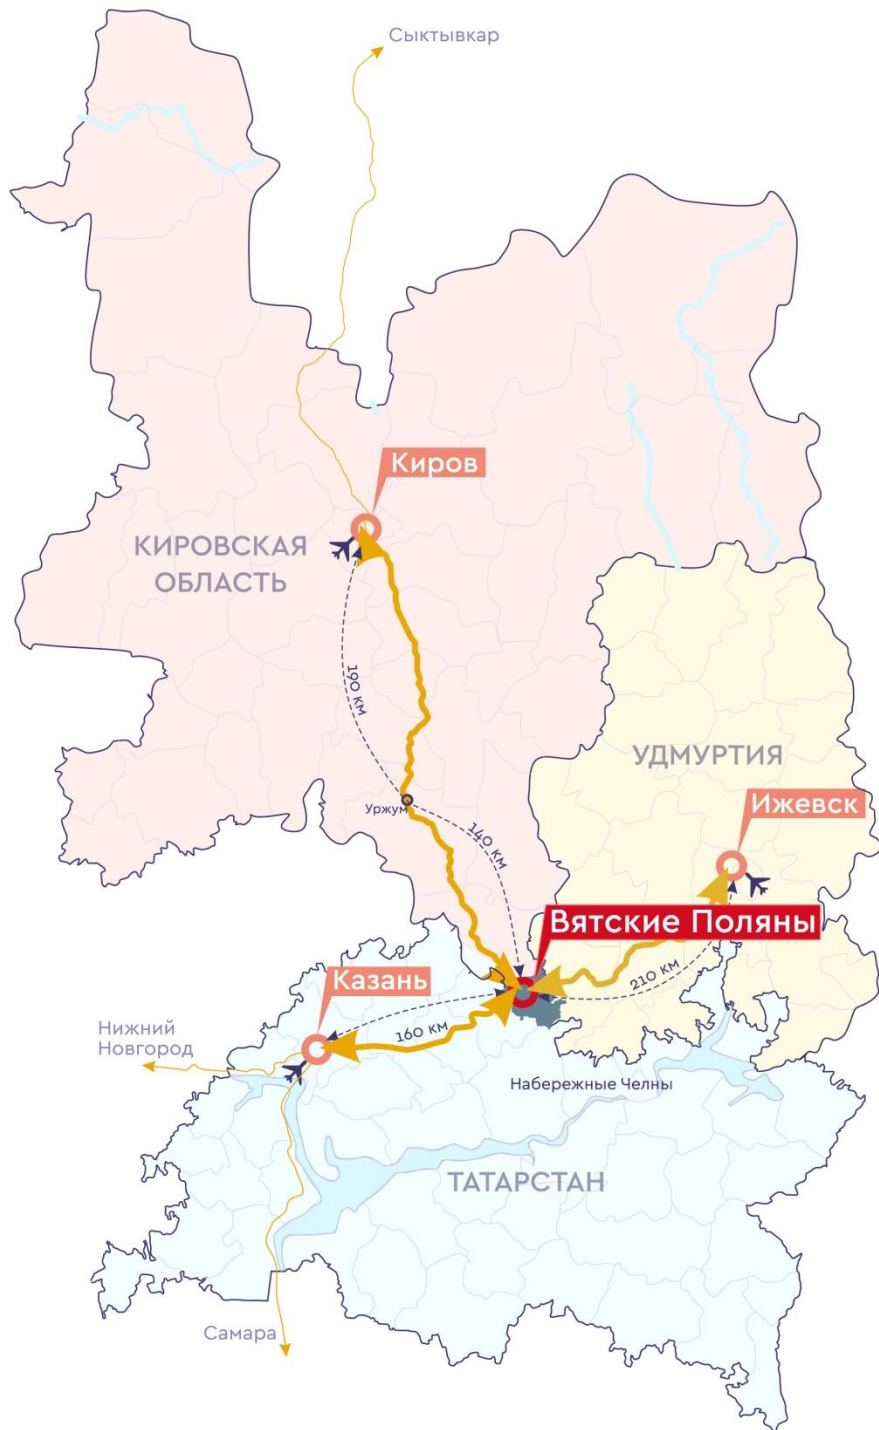 Сыктывкар
Киров
КИРОВСКАЯ
ОБЛАСТЬ
190 км
УДМУРТИЯ
Ижевск
Уржум
140 км
Вятские Поляны
Казань
210 км
160 км
Нижний
Новгород
Набережные Челны
ТАТАРСТАН
Самара